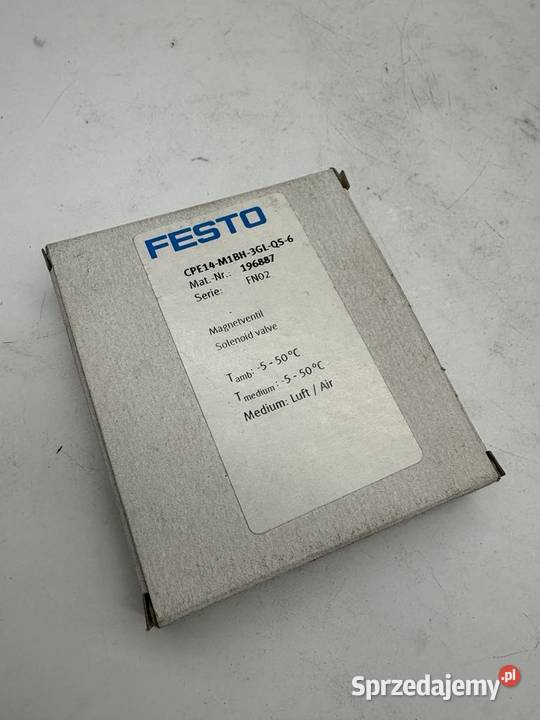 FESTO
CPE14-M1BH-3GL-QS-6
Mat.-Nr.: 196887
Serie: FN02
Magnetventil
Solenoid valve
Tamb: -5 - 50°C
Tmedium : -5 - 50°C
Medium: Luft / Air
Sprzedajemy.pl